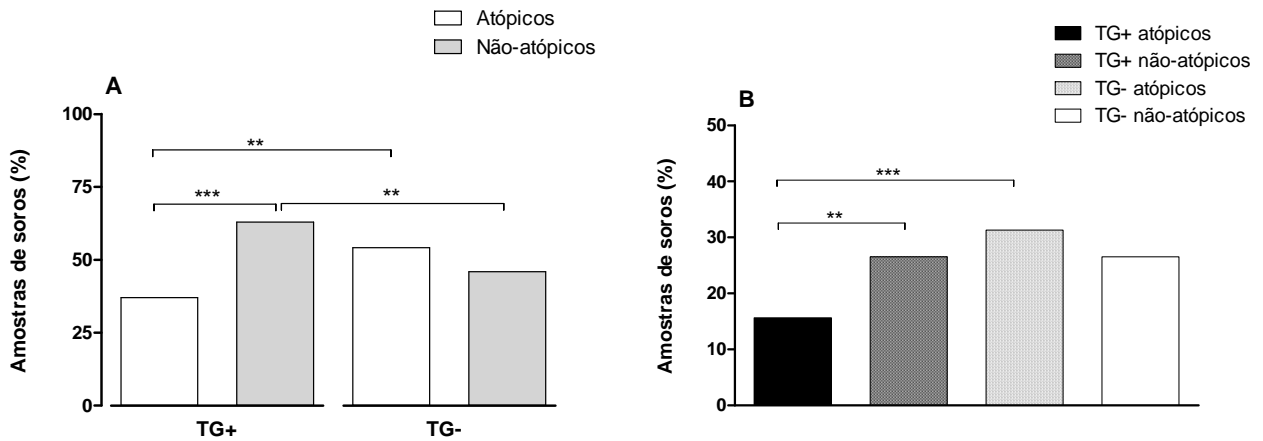 Atópicos
Não-atópicos
A
Amostras de soros (%)
100
75
50
25
0
**
***
**
TG+
TG-
TG+ atópicos
TG+ não-atópicos
TG- atópicos
TG- não-atópicos
B
Amostras de soros (%)
50
40
30
20
10
0
***
**